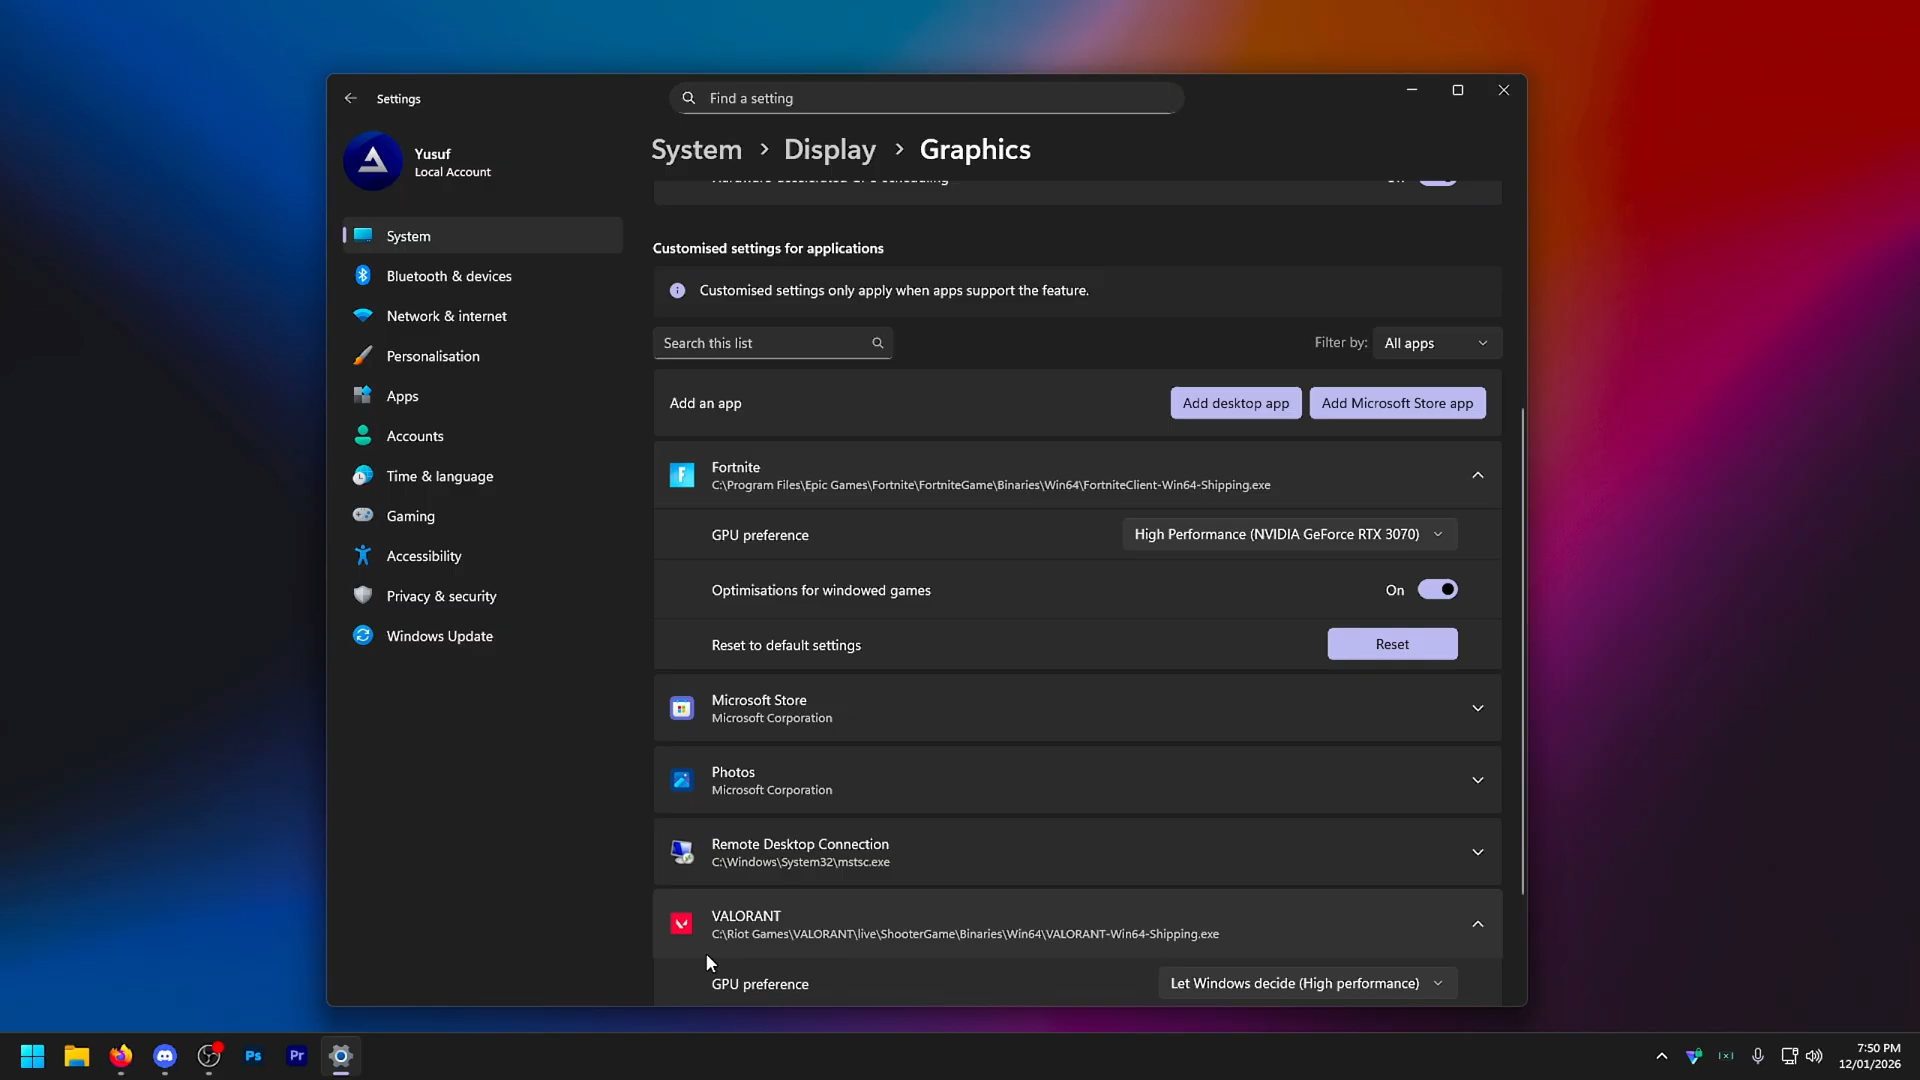 Settings
Find a setting
Yusuf
Local Account
System
Bluetooth & devices
Network & internet
Personalisation
Apps
Accounts
Time & language
Gaming
Accessibility
Privacy & security
Windows Update
System > Display > Graphics
Customised settings for applications
Customised settings only apply when apps support the feature.
Search this list
Filter by: All apps
Add an app
Add desktop app
Add Microsoft Store app
Fortnite
C:\Program Files\Epic Games\Fortnite\FortniteGame\Binaries\Win64\FortniteClient-Win64-Shipping.exe
GPU preference
High Performance (NVIDIA GeForce RTX 3070)
Optimisations for windowed games
On
Reset to default settings
Reset
Microsoft Store
Microsoft Corporation
Photos
Microsoft Corporation
Remote Desktop Connection
C:\Windows\System32\mstsc.exe
VALORANT
C:\Riot Games\VALORANT\live\ShooterGame\Binaries\Win64\VALORANT-Win64-Shipping.exe
GPU preference
Let Windows decide (High performance)
Ps
Pr
7:50 PM
12/01/2026